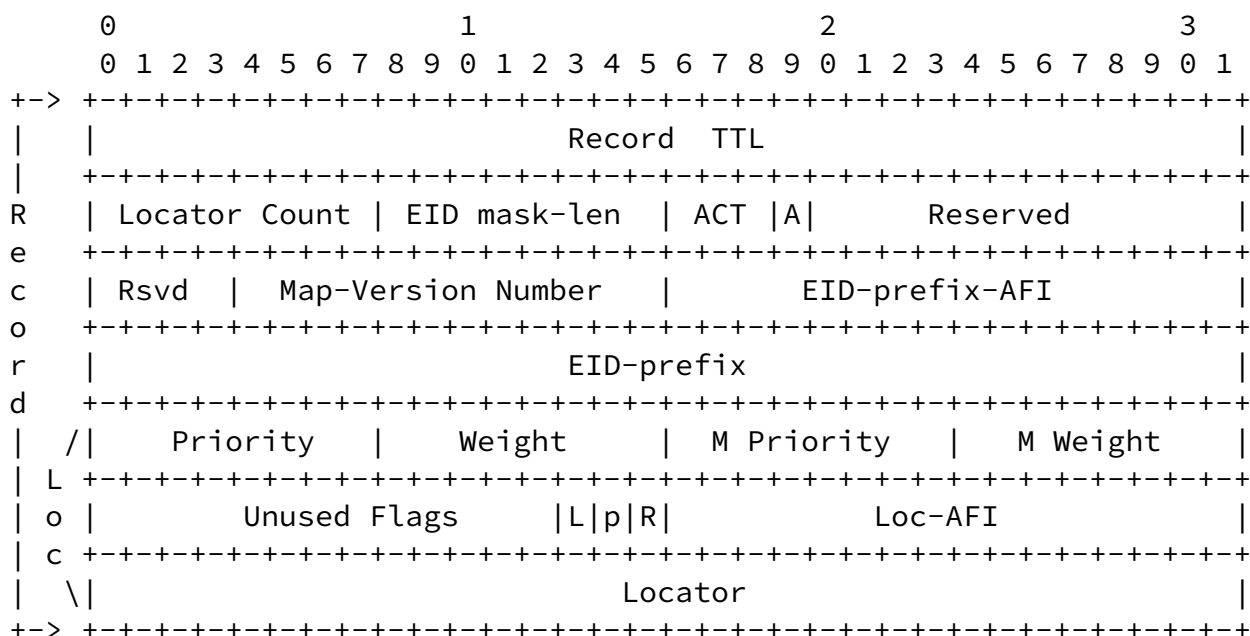 0                   1                   2                   3
        0 1 2 3 4 5 6 7 8 9 0 1 2 3 4 5 6 7 8 9 0 1 2 3 4 5 6 7 8 9 0 1
+->    +-+-+-+-+-+-+-+-+-+-+-+-+-+-+-+-+-+-+-+-+-+-+-+-+-+-+-+-+-+-+-+-+
|   |                          Record  TTL                          |
|   +-+-+-+-+-+-+-+-+-+-+-+-+-+-+-+-+-+-+-+-+-+-+-+-+-+-+-+-+-+-+-+-+
R   | Locator Count | EID mask-len  | ACT |A|      Reserved         |
e   +-+-+-+-+-+-+-+-+-+-+-+-+-+-+-+-+-+-+-+-+-+-+-+-+-+-+-+-+-+-+-+-+
c   | Rsvd  |  Map-Version Number   |       EID-prefix-AFI          |
o   +-+-+-+-+-+-+-+-+-+-+-+-+-+-+-+-+-+-+-+-+-+-+-+-+-+-+-+-+-+-+-+-+
r   |                          EID-prefix                           |
d   +-+-+-+-+-+-+-+-+-+-+-+-+-+-+-+-+-+-+-+-+-+-+-+-+-+-+-+-+-+-+-+-+
|  /|    Priority   |    Weight     |  M Priority   |   M Weight    |
| L +-+-+-+-+-+-+-+-+-+-+-+-+-+-+-+-+-+-+-+-+-+-+-+-+-+-+-+-+-+-+-+-+
| o |        Unused Flags     |L|p|R|           Loc-AFI             |
| c +-+-+-+-+-+-+-+-+-+-+-+-+-+-+-+-+-+-+-+-+-+-+-+-+-+-+-+-+-+-+-+-+
|  \|                             Locator                           |
+-> +-+-+-+-+-+-+-+-+-+-+-+-+-+-+-+-+-+-+-+-+-+-+-+-+-+-+-+-+-+-+-+-+